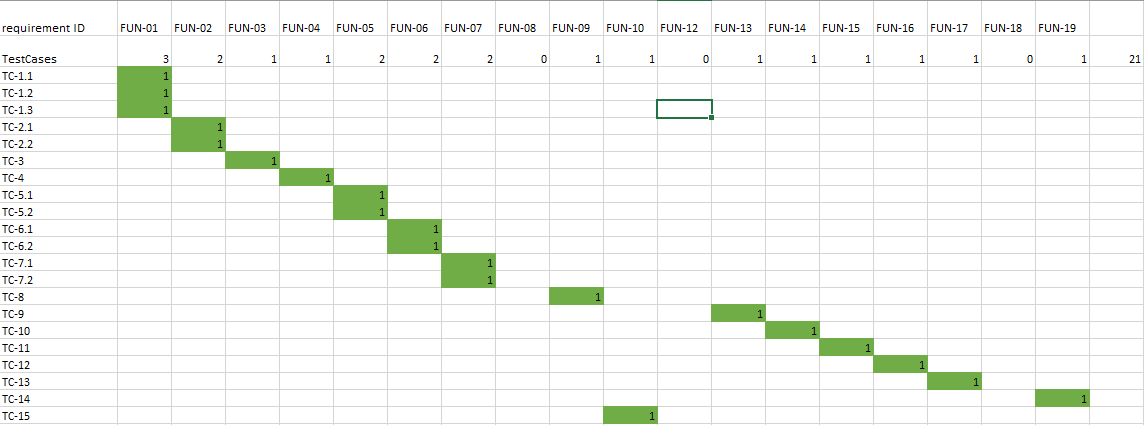 requirement ID FUN-01 FUN-02 FUN-03 FUN-04 FUN-05 FUN-06 FUN-07 FUN-08 FUN-09 FUN-10 FUN-12 FUN-13 FUN-14 FUN-15 FUN-16 FUN-17 FUN-18 FUN-19
TestCases 3 2 1 1 2 2 2 0 1 1 0 1 1 1 1 1 0 1 21
TC-1.1 1
TC-1.2 1
TC-1.3 1
TC-2.1 1
TC-2.2 1
TC-3 1
TC-4 1
TC-5.1 1
TC-5.2 1
TC-6.1 1
TC-6.2 1
TC-7.1 1
TC-7.2 1
TC-8 1
TC-9 1
TC-10 1
TC-11 1
TC-12 1
TC-13 1
TC-14 1
TC-15 1